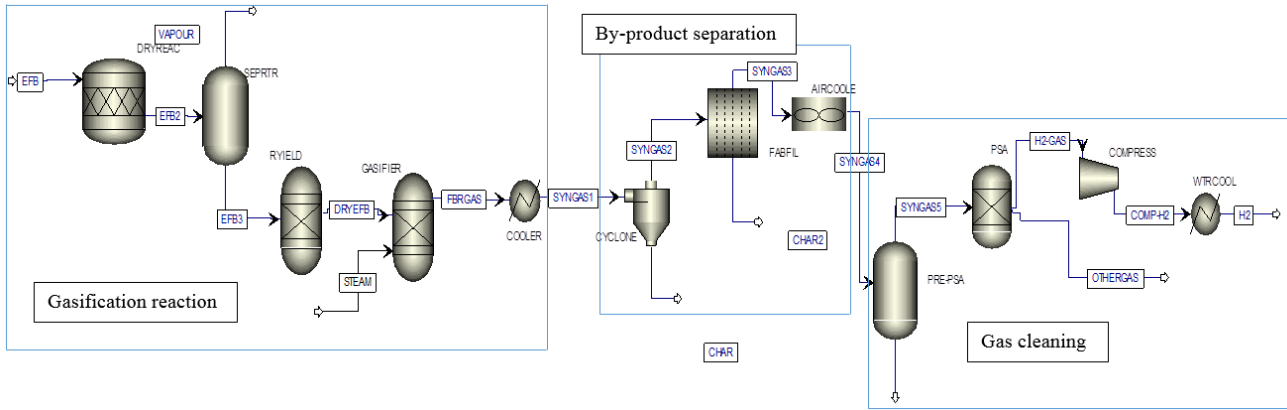 VAPOUR
DRYREAC
SEPRTR
EFB
EFB2
RYIELD
GASIFIER
EFB3
DRYEFB
FBRGAS
COOLER
SYNGAS1
STEAM
Gasification reaction
By-product separation
SYNGAS3
AIRCOOLE
SYNGAS2
FABFIL
SYNGAS4
CYCLONE
CHAR2
CHAR
H2-GAS
PSA
COMPRESS
SYNGAS5
WTRCOOL
COMP-H2
H2
PRE-PSA
OTHERGAS
Gas cleaning